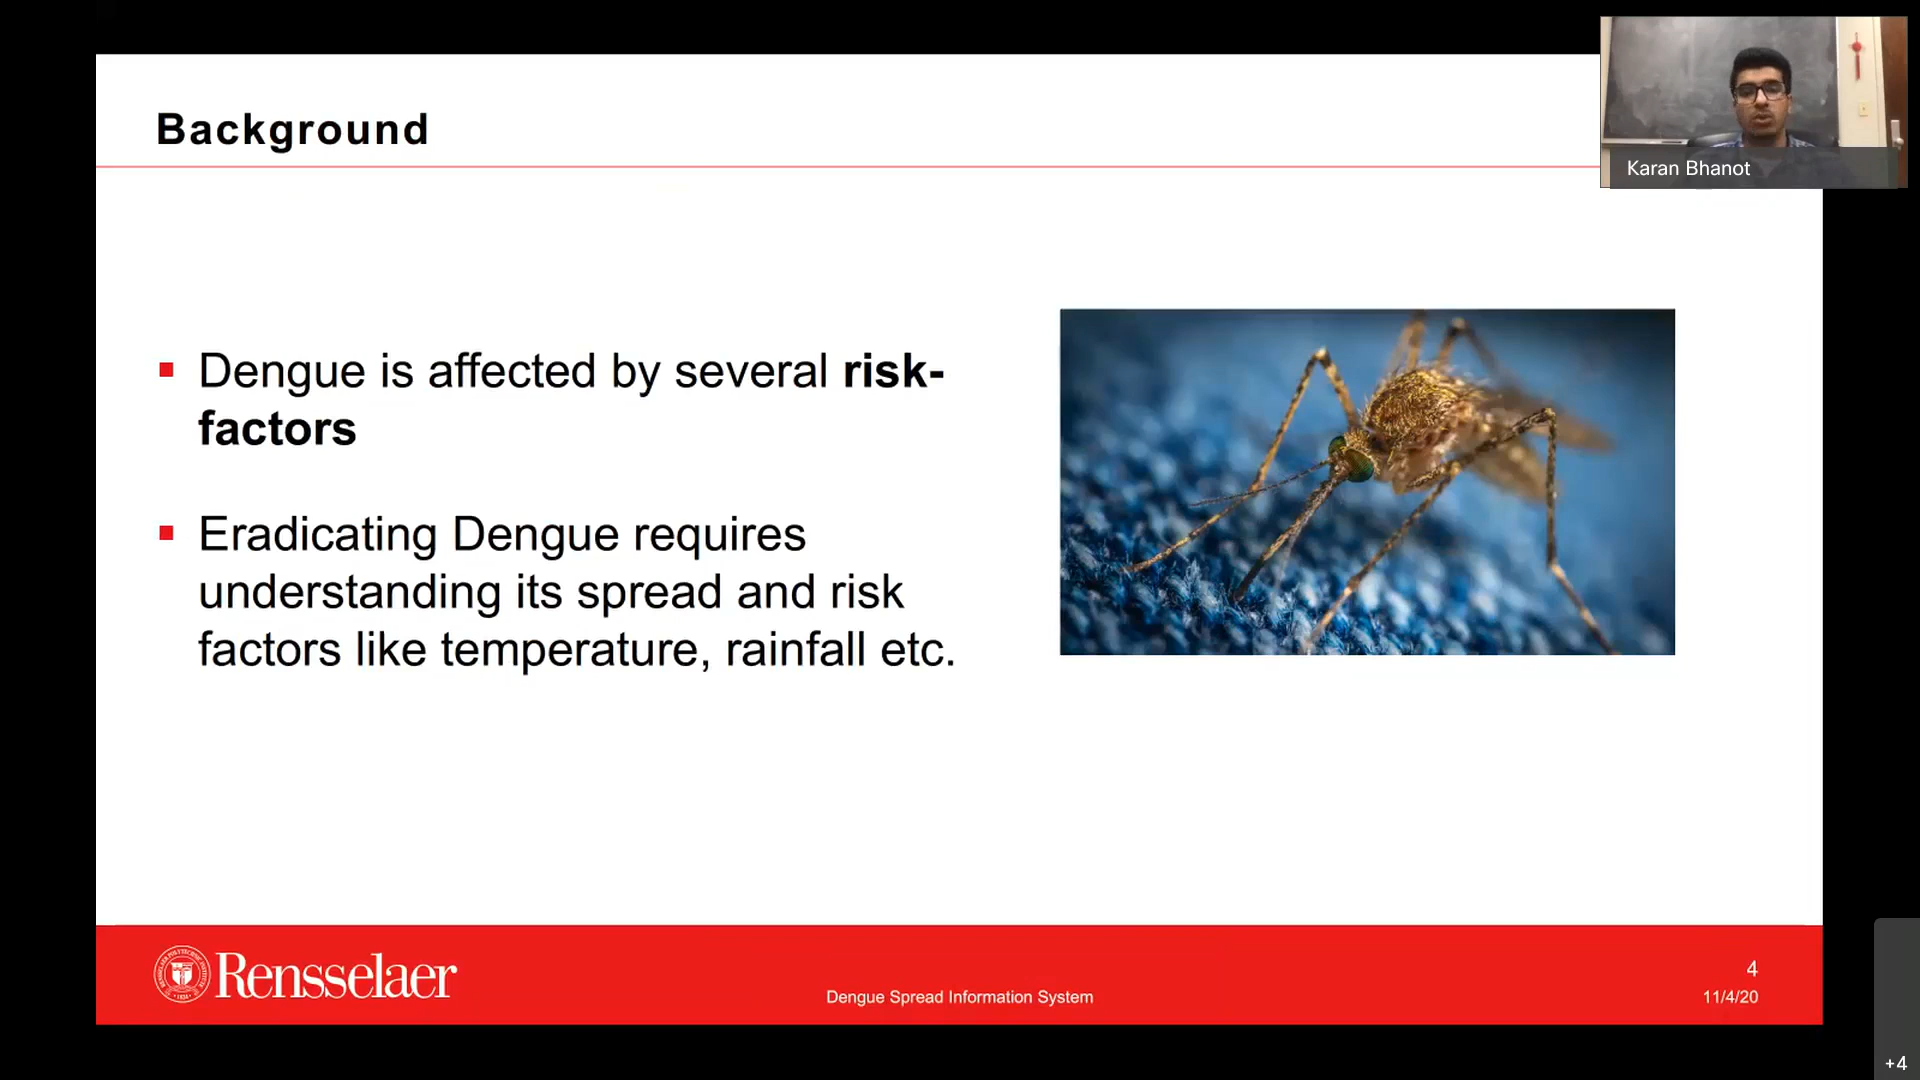 Background
Karan Bhanot
Dengue is affected by several risk-
factors
Eradicating Dengue requires
understanding its spread and risk
factors like temperature, rainfall etc.
Rensselaer
Dengue Spread Information System
4
11/4/20
+4